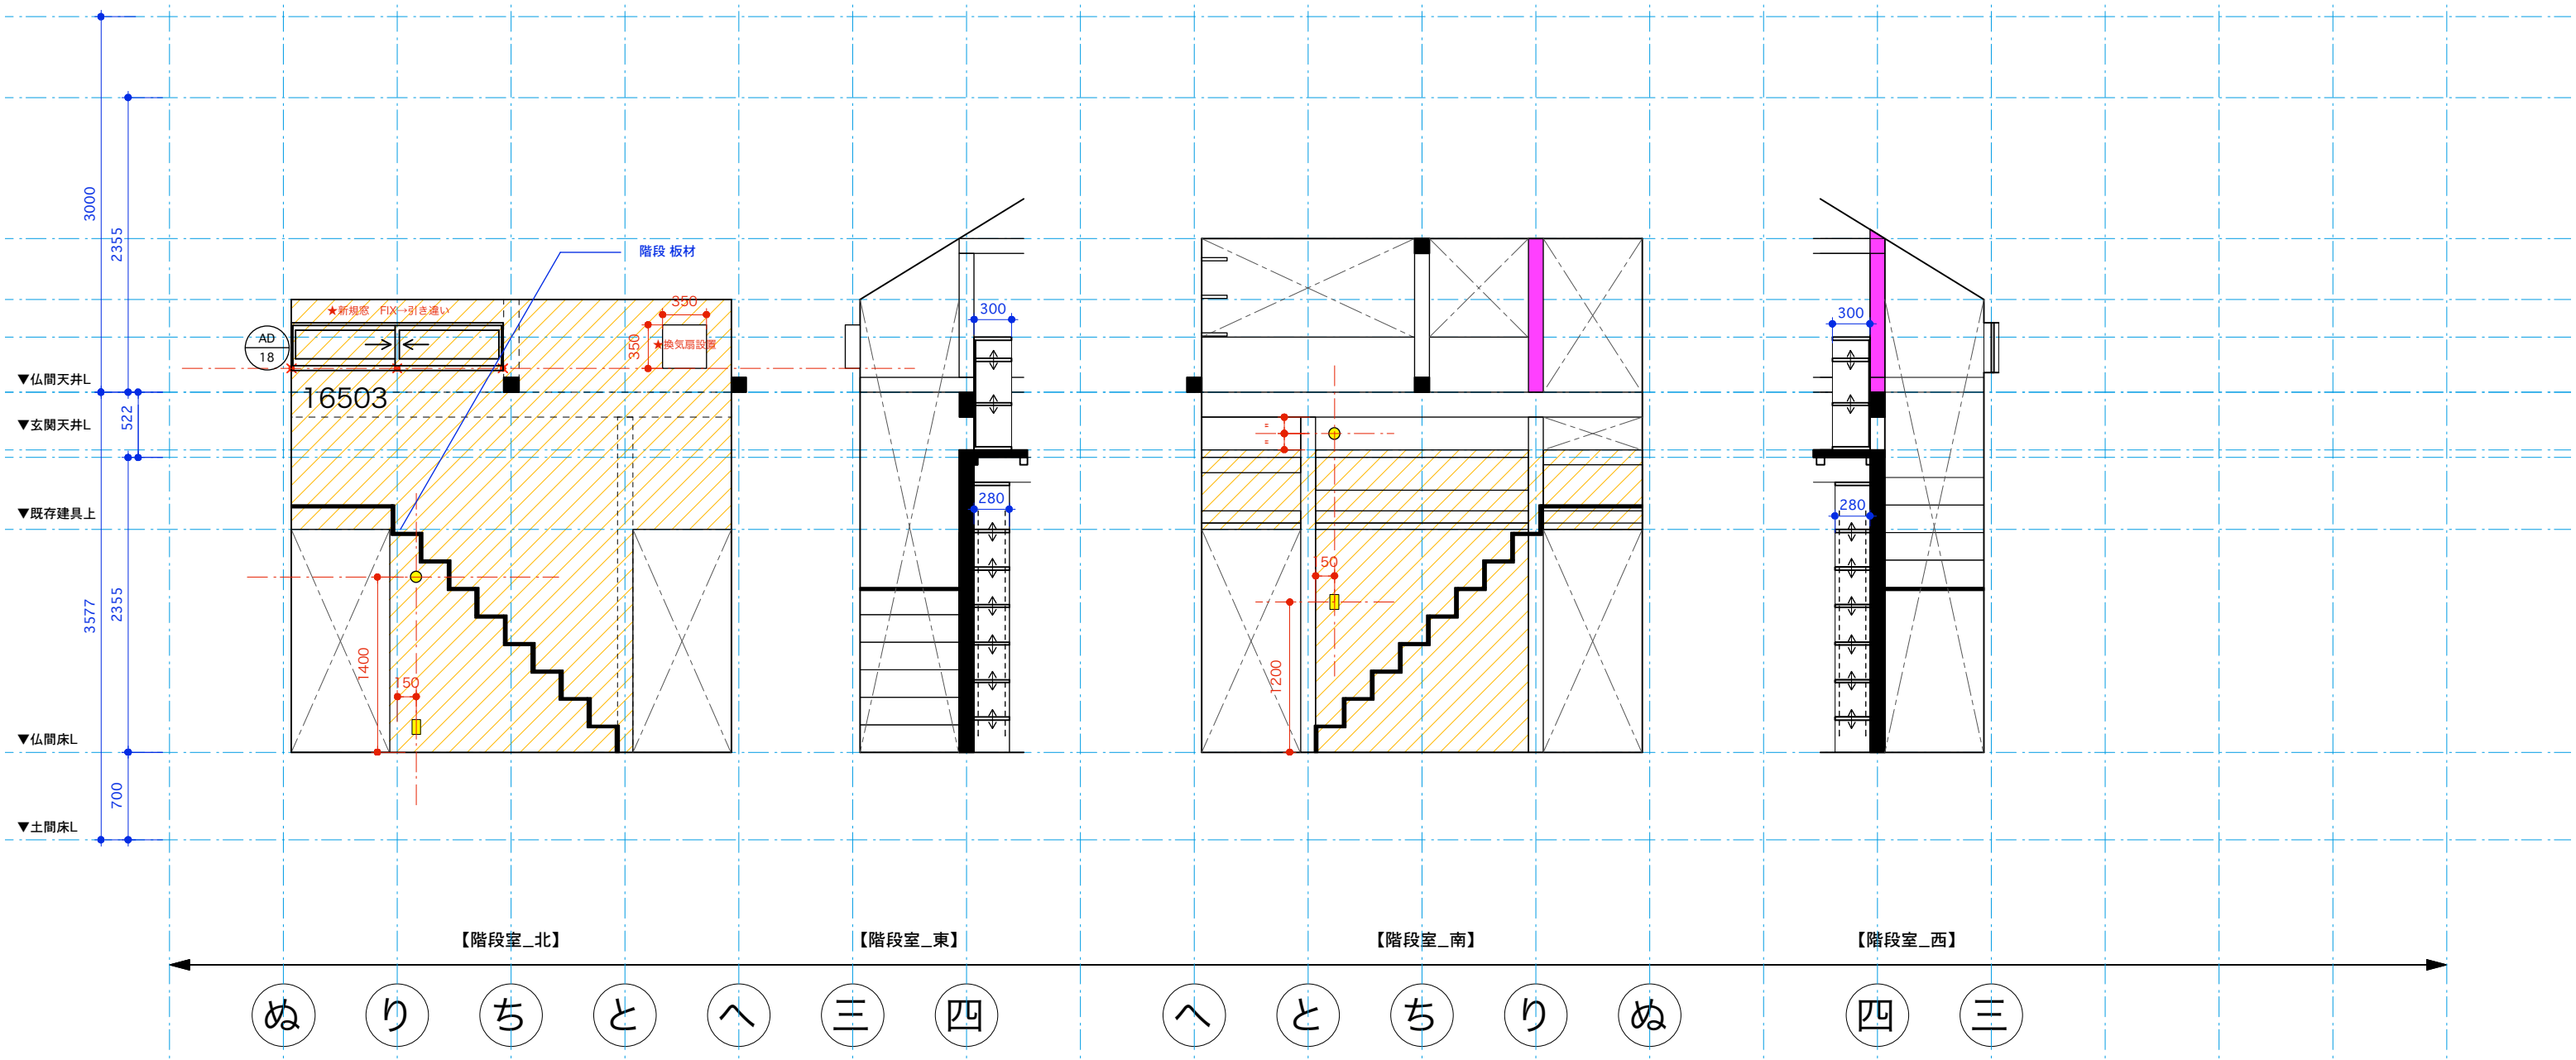 3000
2355
階段 板材
★新規窓 FIX→引き違い
350
350
★換気扇設置
AD
18
300
300
▼仏間天井L
16503
522
▼玄関天井L
=
=
280
280
▼既存建具上
150
3577
2355
1400
150
1200
▼仏間床L
700
▼土間床L
【階段室_北】
【階段室_東】
【階段室_南】
【階段室_西】
ぬ
り
ち
と
へ
三
四
へ
と
ち
り
ぬ
四
三